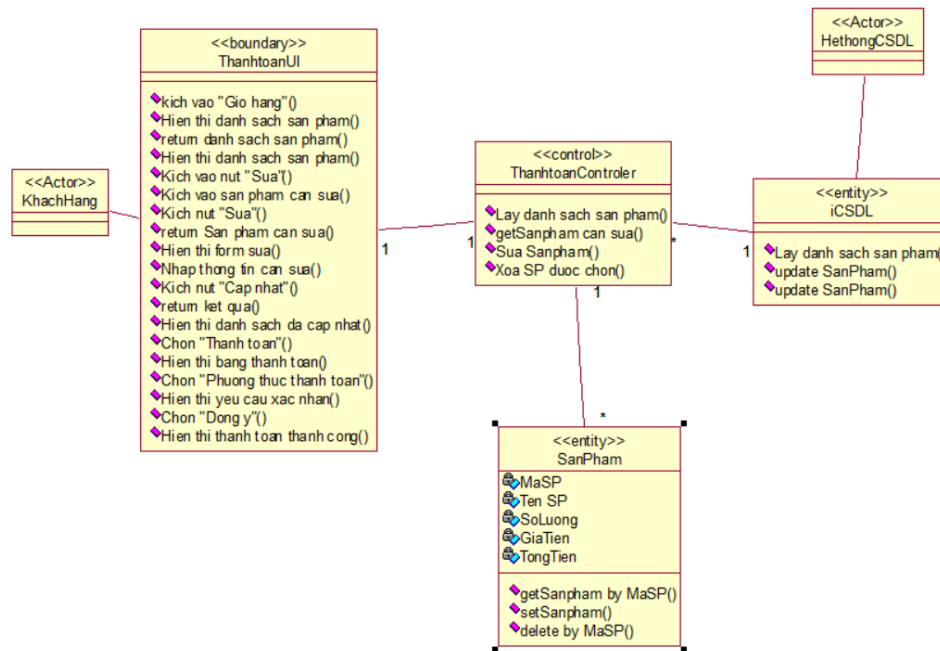 <<boundary>>
ThanhtoanUI
kich vao "Gio hang"()
Hien thi danh sach san pham()
return danh sach san pham()
Hien thi danh sach san pham()
Kich vao nut "Sua"()
Kich vao san pham can sua()
Kich nut "Sua"()
return San pham can sua()
Hien thi form sua()
Nhap thong tin can sua()
Kich nut "Cap nhat"()
return ket qua()
Hien thi danh sach da cap nhat()
Chon "Thanh toan"()
Hien thi bang thanh toan()
Chon "Phuong thuc thanh toan"()
Hien thi yeu cau xac nhan()
Chon "Dong y"()
Hien thi thanh toan thanh cong()
<<Actor>>
KhachHang
<<control>>
ThanhtoanControler
Lay danh sach san pham()
getSanpham can sua()
Sua Sanpham()
Xoa SP duoc chon()
<<Actor>>
HethongCSDL
<<entity>>
iCSDL
Lay danh sach san pham(
update SanPham()
update SanPham()
1
1
*
1
1
*
<<entity>>
SanPham
MaSP
Ten SP
SoLuong
GiaTien
TongTien
getSanpham by MaSP()
setSanpham()
delete by MaSP()